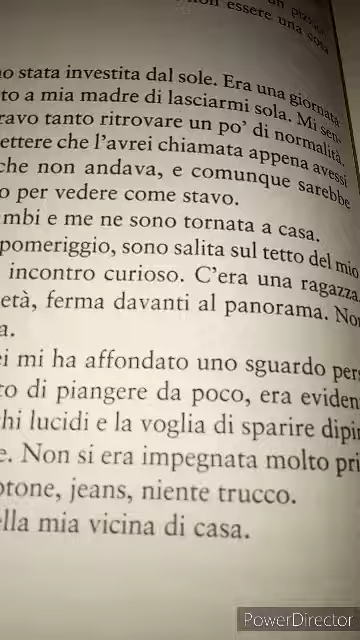 un
non essere una cosa
stata investita dal sole. Era una giornata
to a mia madre di lasciarmi sola. Mi sen-
ravo tanto ritrovare un po' di normalità.
ettere che l'avrei chiamata appena avessi
che non andava, e comunque sarebbe
o per vedere come stavo.
mbi e me ne sono tornata a casa.
pomeriggio, sono salita sul tetto del mio
incontro curioso. C'era una ragazza
età, ferma davanti al panorama. Non
a.
ei mi ha affondato uno sguardo per
to di piangere da poco, era eviden
hi lucidi e la voglia di sparire dipin
e. Non si era impegnata molto pri
otone, jeans, niente trucco.
ella mia vicina di casa.
PowerDirector